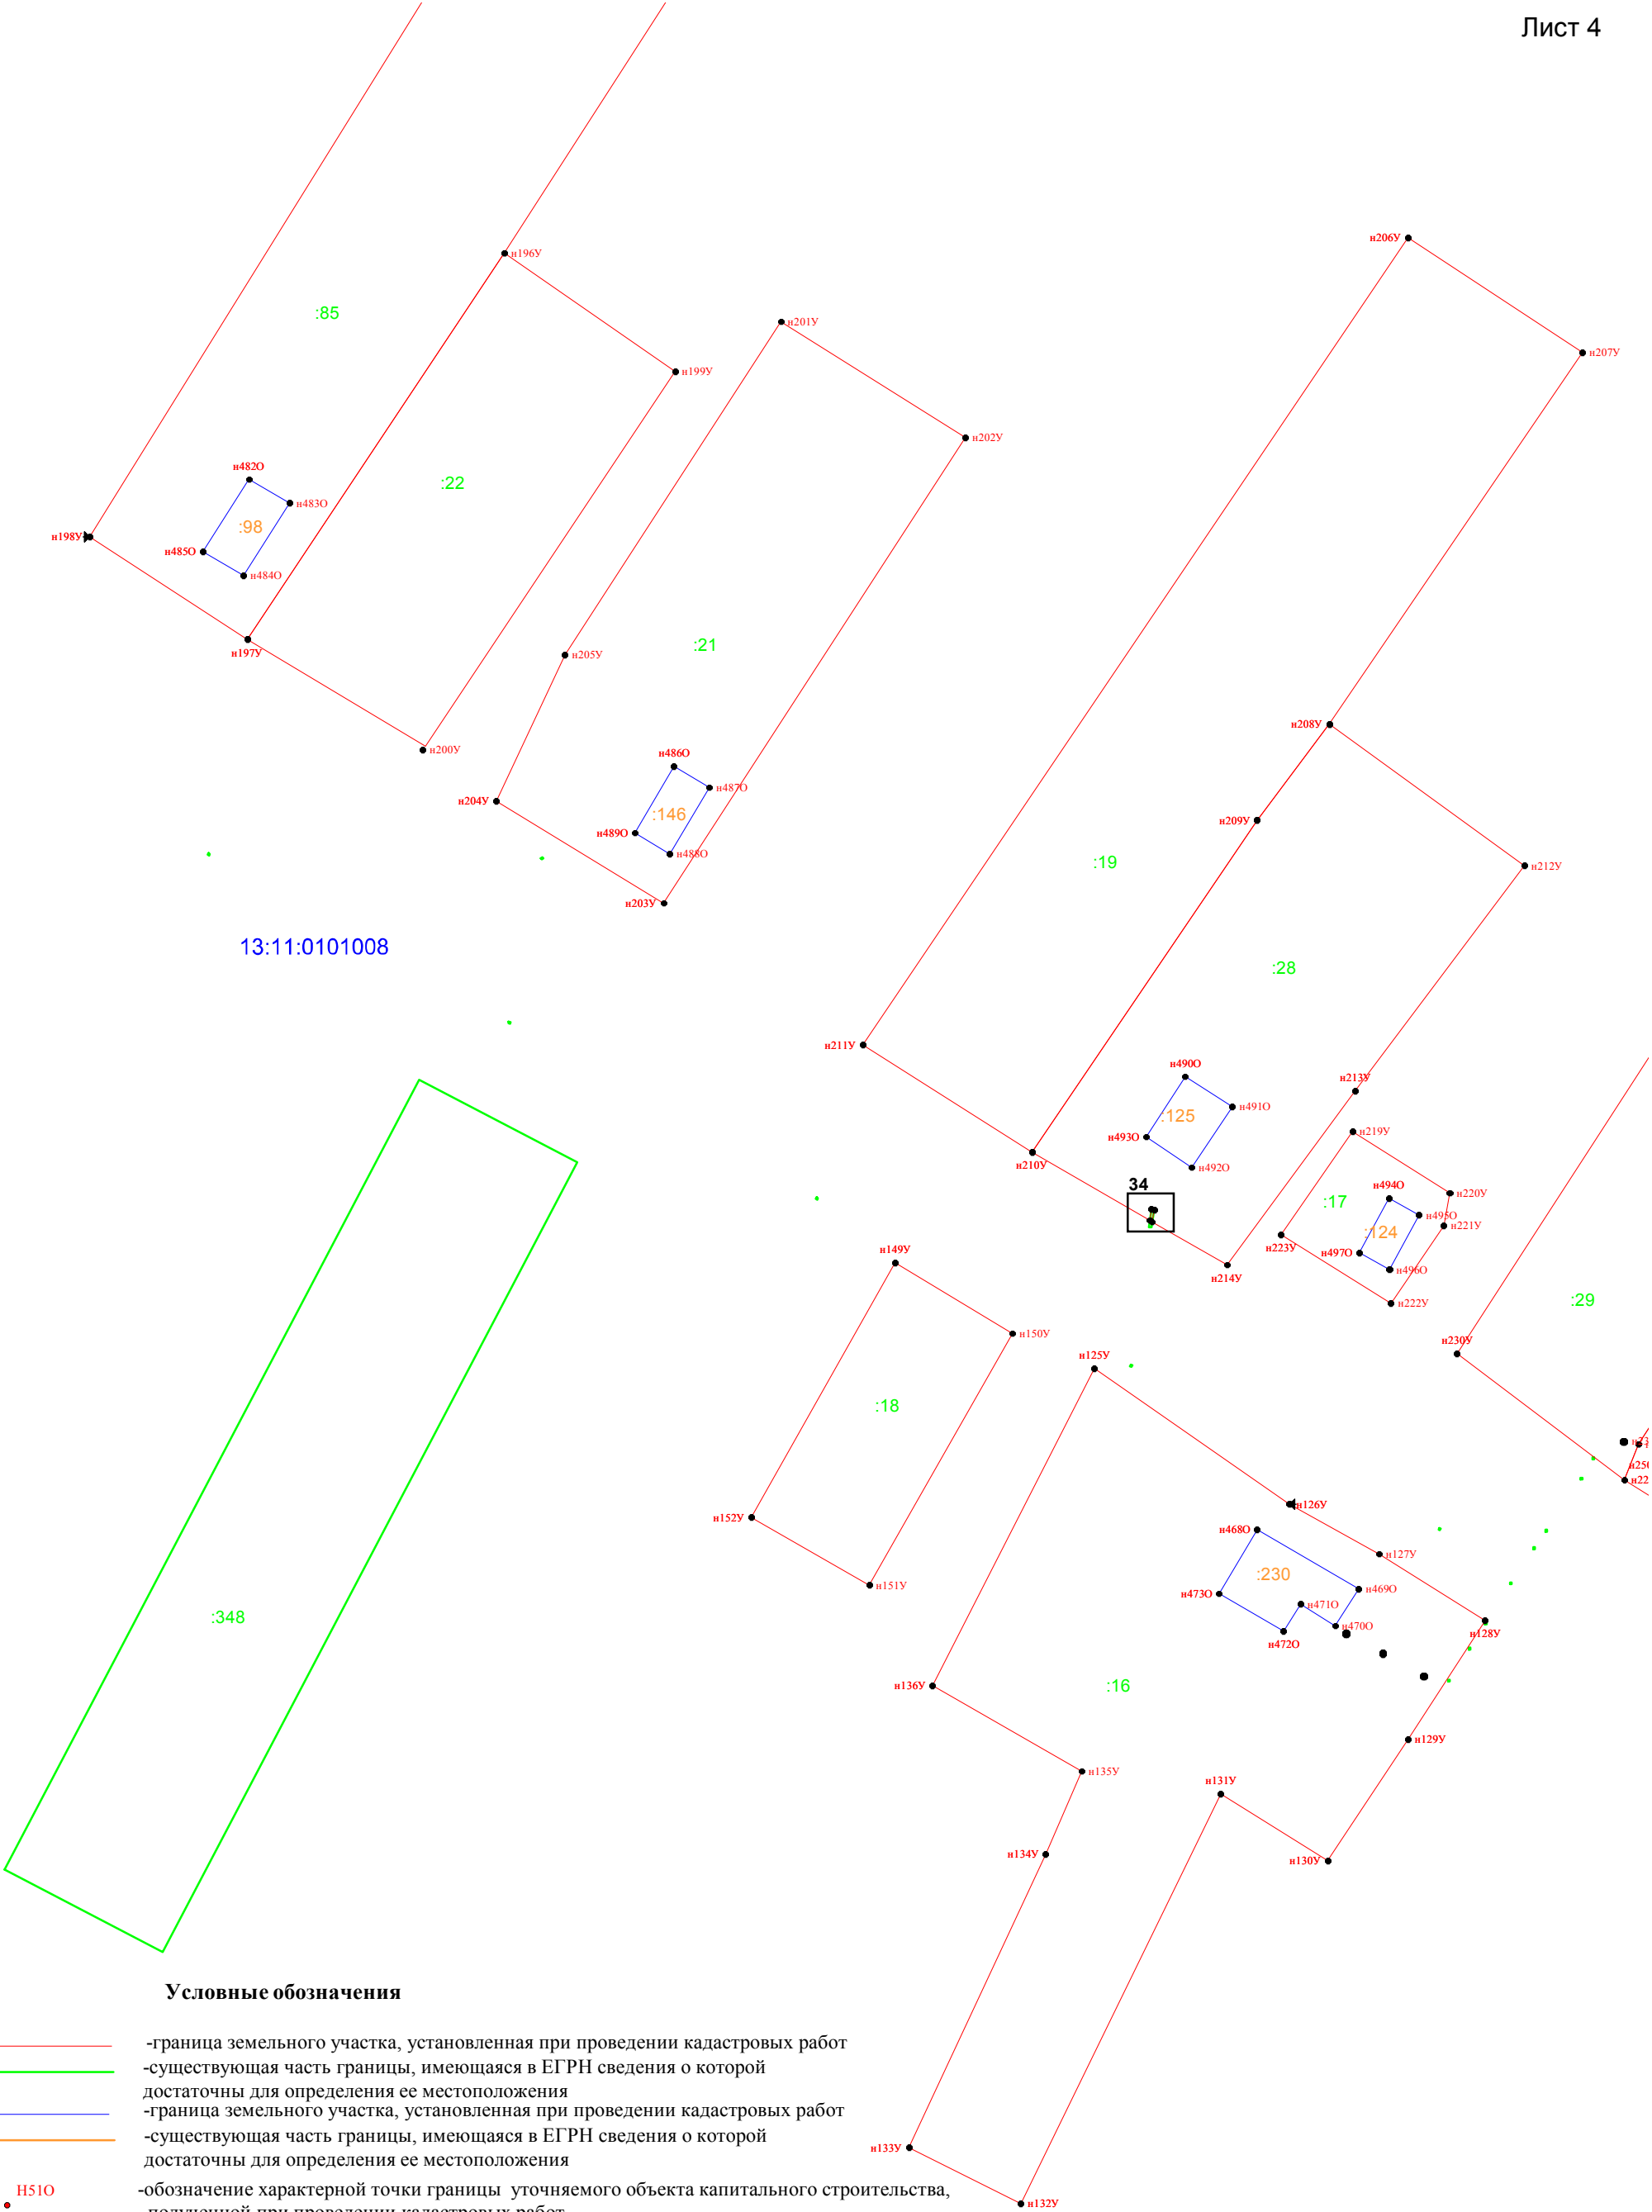 Лист 4
н206У
н196У
:85
н201У
н207У
н199У
н202У
н482О
:22
н483О
:98
н198У
н485О
н484О
:21
н197У
н205У
н208У
н200У
н486О
н487О
н204У
:146
н209У
н489О
н488О
:19
н212У
н203У
13:11:0101008
:28
н211У
н490О
н213У
н491О
:125
н493О
н219У
н210У
н492О
34
н494О
н220У
:17
н495О
н221У
:124
н223У
н149У
н497О
н496О
н214У
:29
н222У
н150У
н230У
н125У
:18
н126У
н152У
н468О
н127У
:230
н151У
н473О
н469О
:348
н471О
н470О
н128У
н472О
н136У
:16
н129У
н135У
н131У
н134У
н130У
Условные обозначения
-граница земельного участка, установленная при проведении кадастровых работ
-существующая часть границы, имеющаяся в ЕГРН сведения о которой
достаточны для определения ее местоположения
-граница земельного участка, установленная при проведении кадастровых работ
-существующая часть границы, имеющаяся в ЕГРН сведения о которой
достаточны для определения ее местоположения
н133У
Н51О
-обозначение характерной точки границы уточняемого объекта капитального строительства,
н132У
полученной при проведении кадастровых работ